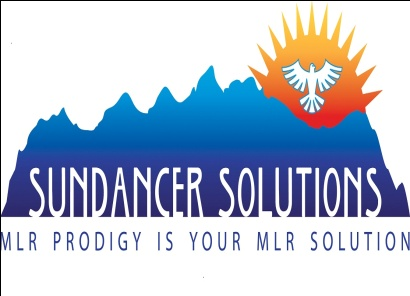 SUNDANCER SOLUTIONS
MLR PRODIGY IS YOUR MLR SOLUTION